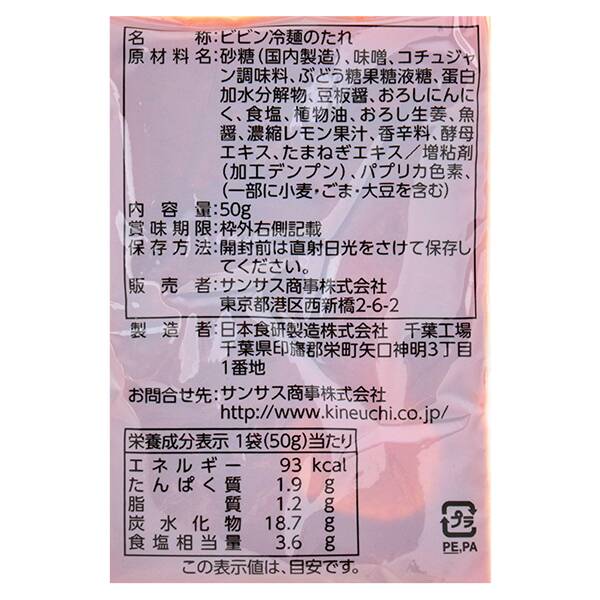 名称：ビビン冷麺のたれ
原材料名：砂糖（国内製造）、味噌、コチュジャ
ン調味料、ぶどう糖果糖液糖、蛋白
加水分解物、豆板醤、おろしにんに
く、食塩、植物油、おろし生姜、魚
醤、濃縮レモン果汁、香辛料、酵母
エキス、たまねぎエキス／増粘剤
（加工デンプン）、パプリカ色素、
（一部に小麦・ごま・大豆を含む）
内容量：50g
賞味期限：枠外右側記載
保存方法：開封前は直射日光をさけて保存し
てください。
販売者：サンサス商事株式会社
東京都港区西新橋2-6-2
製造者：日本食研製造株式会社 千葉工場
千葉県印旛郡栄町矢口神明3丁目
1番地
お問合せ先：サンサス商事株式会社
http://www.kineuchi.co.jp/
栄養成分表示 1袋(50g)当たり
エネルギー 93 kcal
たんぱく質 1.9 g
脂質 1.2 g
炭水化物 18.7 g
食塩相当量 3.6 g
この表示値は、目安です。
プラ
PE,PA